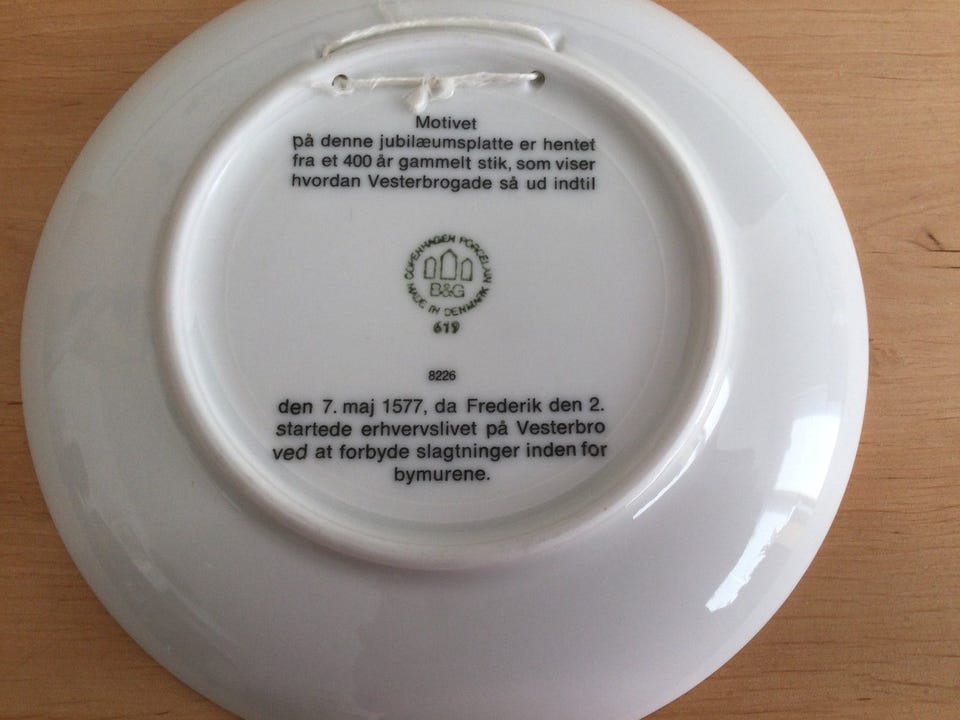 Motivet
på denne jubilæumsplatte er hentet
fra et 400 år gammelt stik, som viser
hvordan Vesterbrogade så ud indtil
COPENHAGEN PORCELAIN
B&G
MADE IN DENMARK
619
8226
den 7. maj 1577, da Frederik den 2.
startede erhvervslivet på Vesterbro
ved at forbyde slagtninger inden for
bymurene.